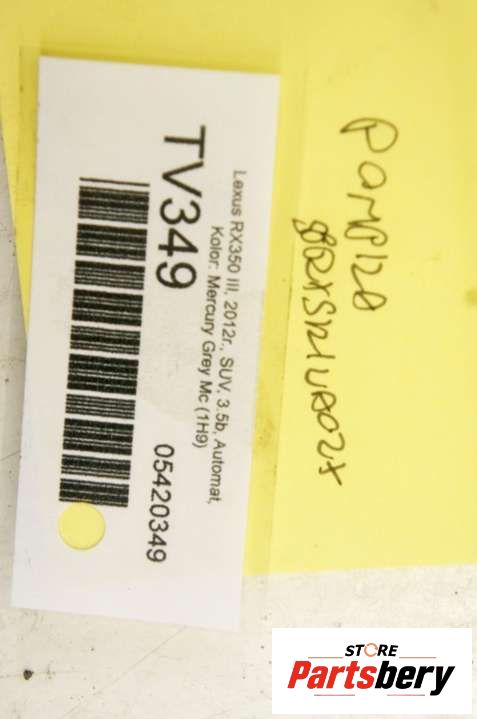 Lexus RX350 III, 2012r., SUV, 3.5b, Automat,
Kolor: Mercury Grey Mc (1H9)
TV349
05420349
STORE
Partsbery